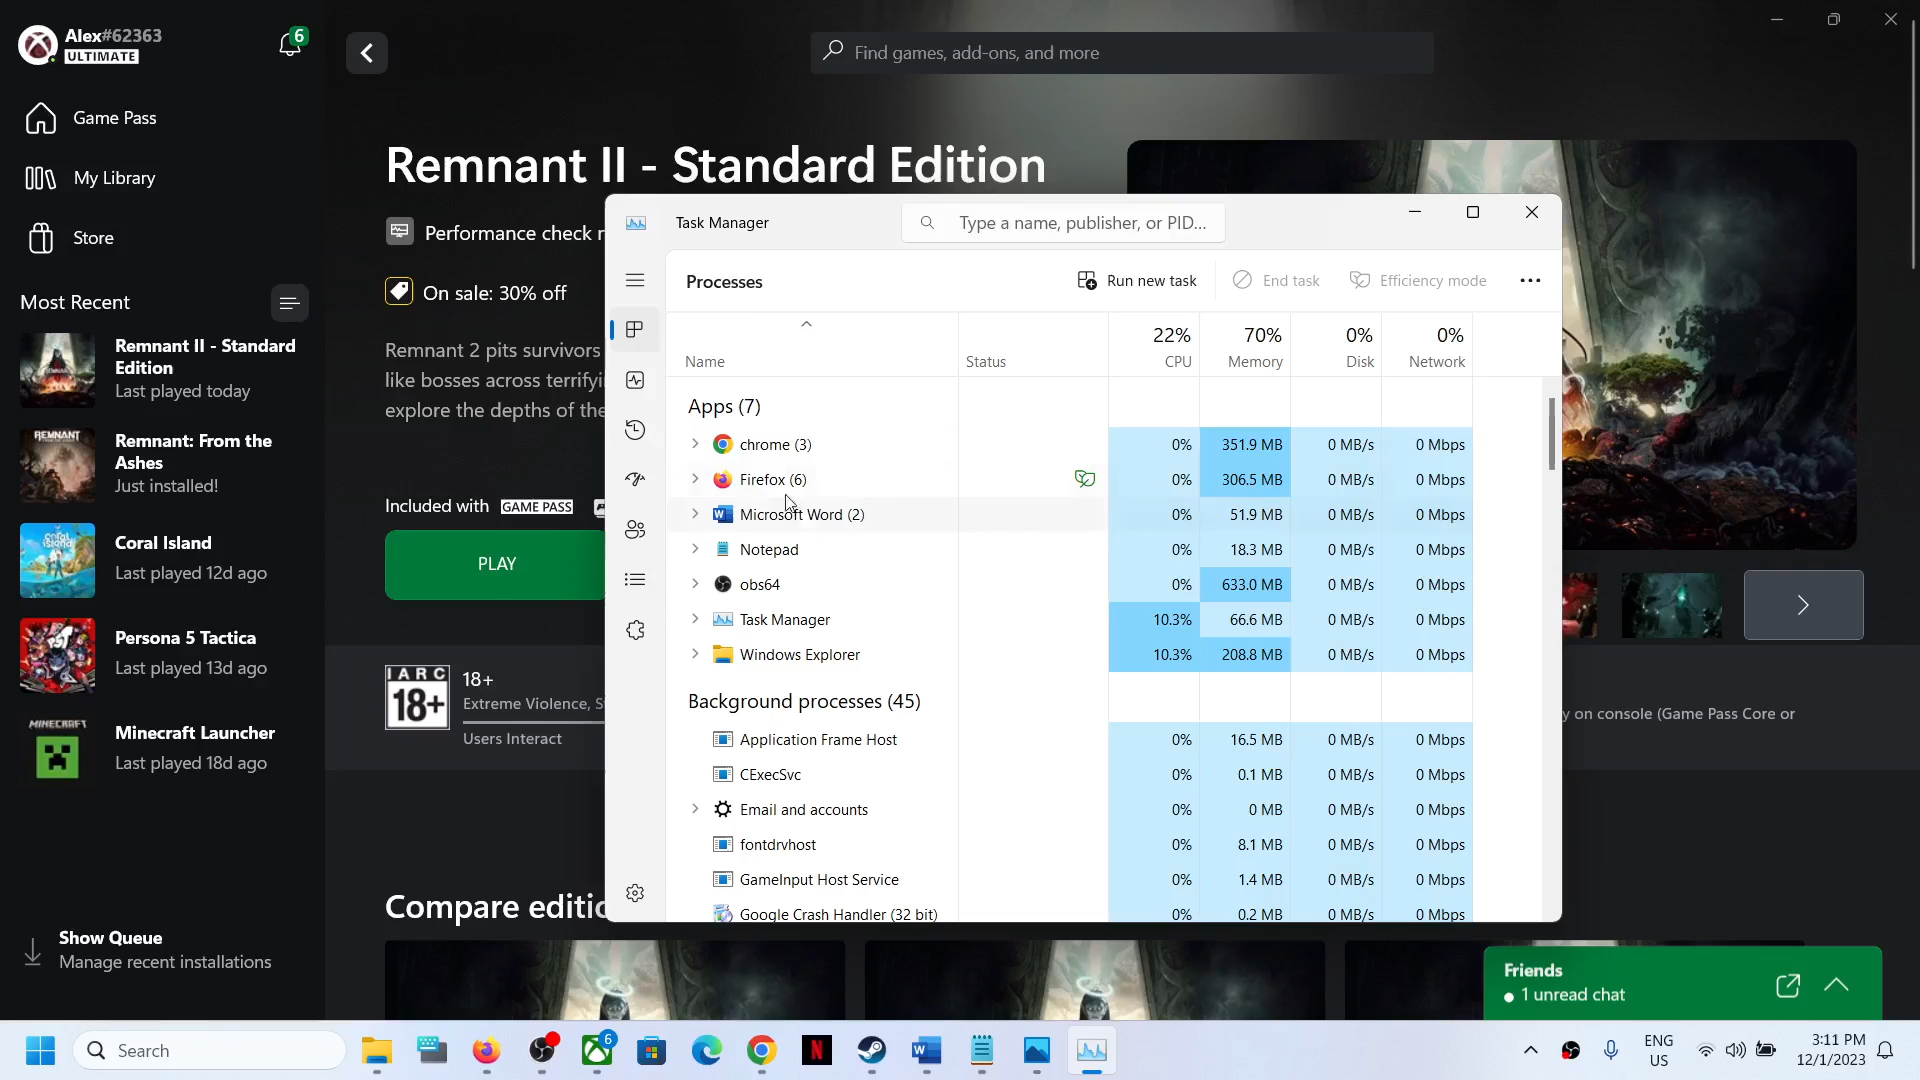 Alex#62363
ULTIMATE
6
Find games, add-ons, and more
Game Pass
My Library
Store
Most Recent
Remnant II - Standard
Edition
Last played today
Remnant: From the
Ashes
Just installed!
Coral Island
Last played 12d ago
Persona 5 Tactica
Last played 13d ago
Minecraft Launcher
Last played 18d ago
Show Queue
Manage recent installations
Remnant II - Standard Edition
Performance check
On sale: 30% off
Remnant 2 pits survivors
like bosses across
explore the depths of the
Included with GAME PASS
PLAY
IARC
18+
18+
Extreme Violence,
Users Interact
y on console (Game Pass Core or
Compare
Task Manager
Type a name, publisher, or PID...
Processes
Run new task
End task
Efficiency mode
Name
Status
22%
CPU
70%
Memory
0%
Disk
0%
Network
Apps (7)
chrome (3) 0% 351.9 MB 0 MB/s 0 Mbps
Firefox (6) 0% 306.5 MB 0 MB/s 0 Mbps
Microsoft Word (2) 0% 51.9 MB 0 MB/s 0 Mbps
Notepad 0% 18.3 MB 0 MB/s 0 Mbps
obs64 0% 633.0 MB 0 MB/s 0 Mbps
Task Manager 10.3% 66.6 MB 0 MB/s 0 Mbps
Windows Explorer 10.3% 208.8 MB 0 MB/s 0 Mbps
Background processes (45)
Application Frame Host 0% 16.5 MB 0 MB/s 0 Mbps
CExecSvc 0% 0.1 MB 0 MB/s 0 Mbps
Email and accounts 0% 0 MB 0 MB/s 0 Mbps
fontdrvhost 0% 8.1 MB 0 MB/s 0 Mbps
GameInput Host Service 0% 1.4 MB 0 MB/s 0 Mbps
Google Crash Handler (32 bit) 0% 0.2 MB 0 MB/s 0 Mbps
Friends
1 unread chat
Search
6
ENG
US
3:11 PM
12/1/2023
REMNANT
MINECRAFT